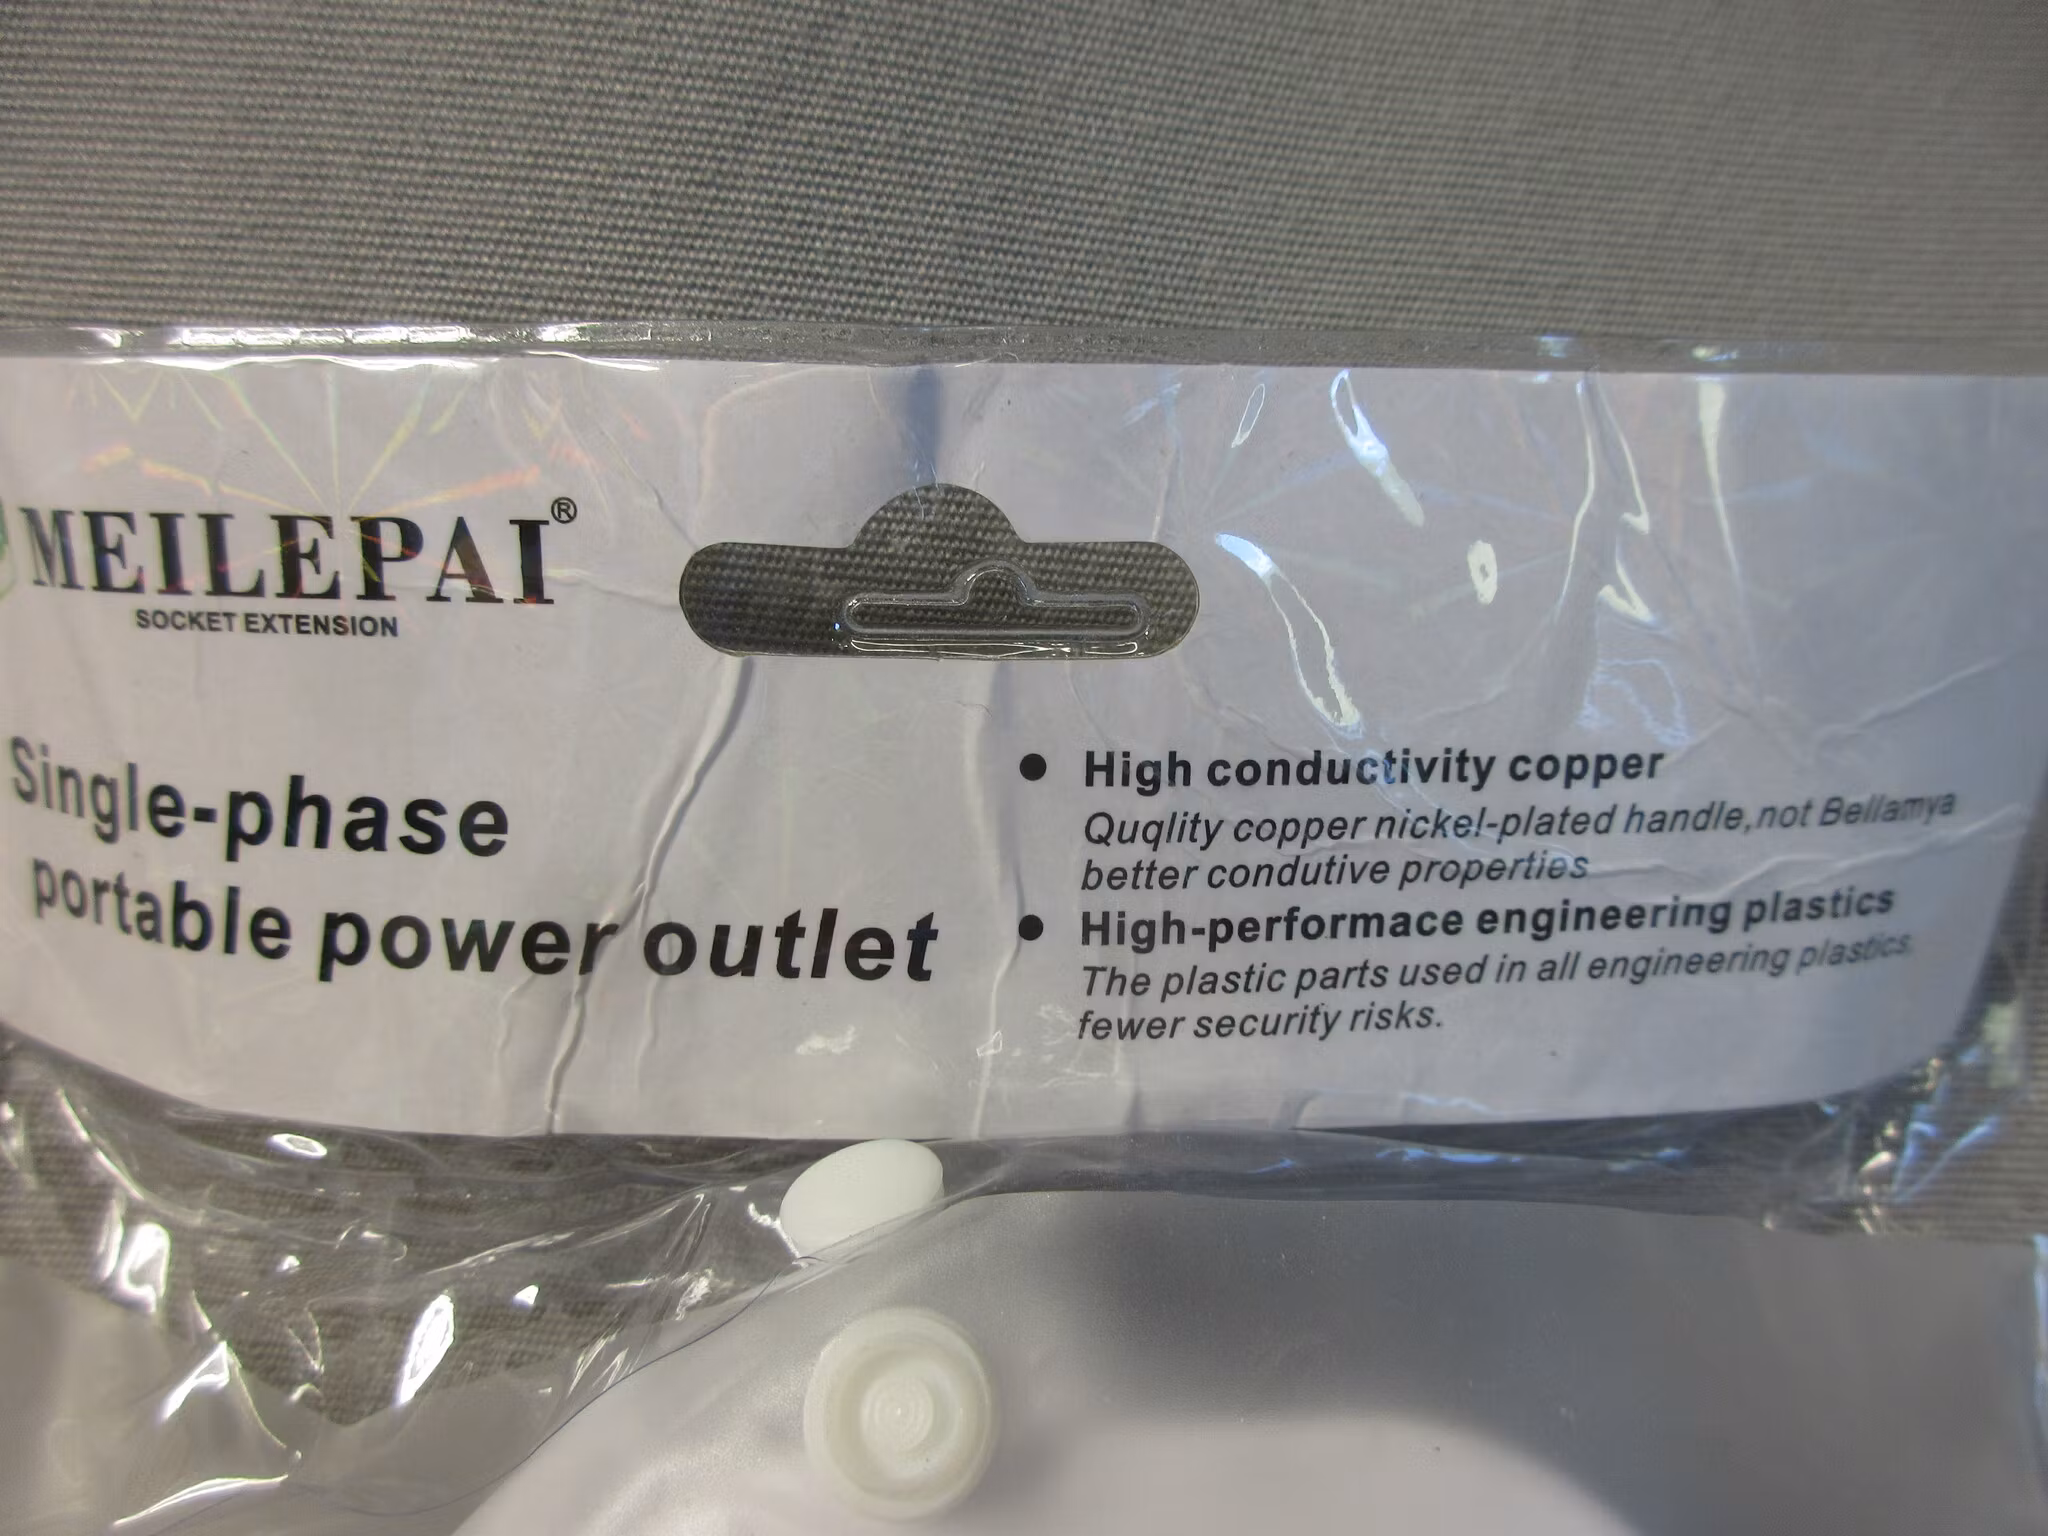 MEILEPAI®
SOCKET EXTENSION
Single-phase
portable power outlet
● High conductivity copper
Quqlity copper nickel-plated handle,not Bellamya
better condutive properties
● High-performace engineering plastics
The plastic parts used in all engineering plastics,
fewer security risks.